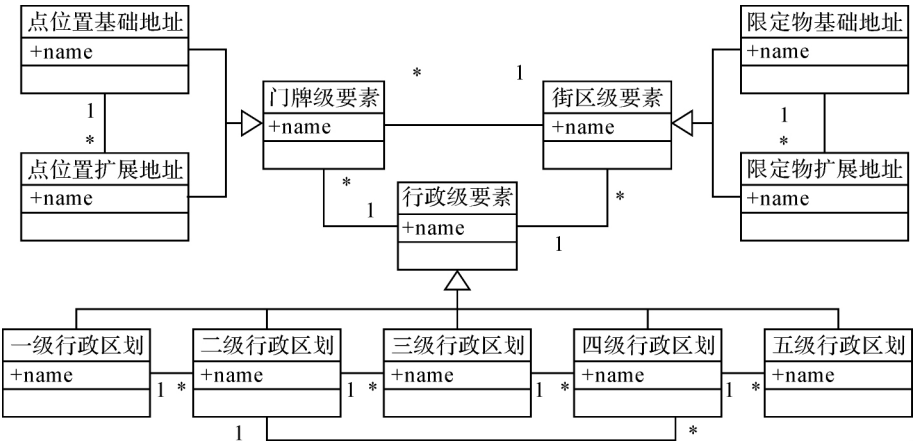 点位置基础地址
+name
限定物基础地址
+name
*
1
门牌级要素
+name
街区级要素
+name
1
*
1
*
点位置扩展地址
+name
限定物扩展地址
+name
*
1
行政级要素
+name
*
1
一级行政区划
+name
二级行政区划
+name
三级行政区划
+name
四级行政区划
+name
五级行政区划
+name
1
*
1
*
1
*
1
*
1
*